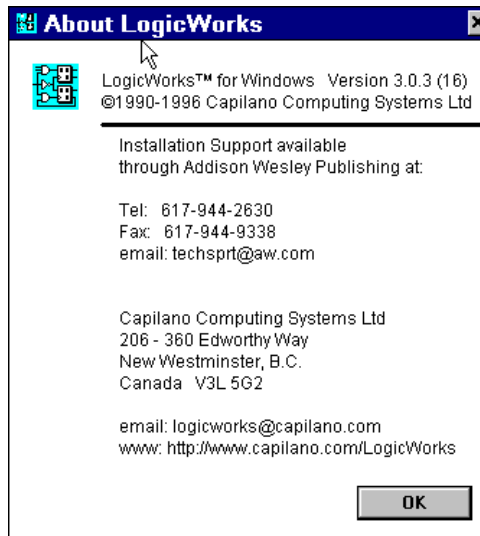 About LogicWorks
LogicWorks™ for Windows Version 3.0.3 (16)
©1990-1996 Capilano Computing Systems Ltd
Installation Support available
through Addison Wesley Publishing at:
Tel: 617-944-2630
Fax: 617-944-9338
email: techsprt@aw.com
Capilano Computing Systems Ltd
206 - 360 Edworthy Way
New Westminster, B.C.
Canada V3L 5G2
email: logicworks@capilano.com
www: http://www.capilano.com/LogicWorks
OK